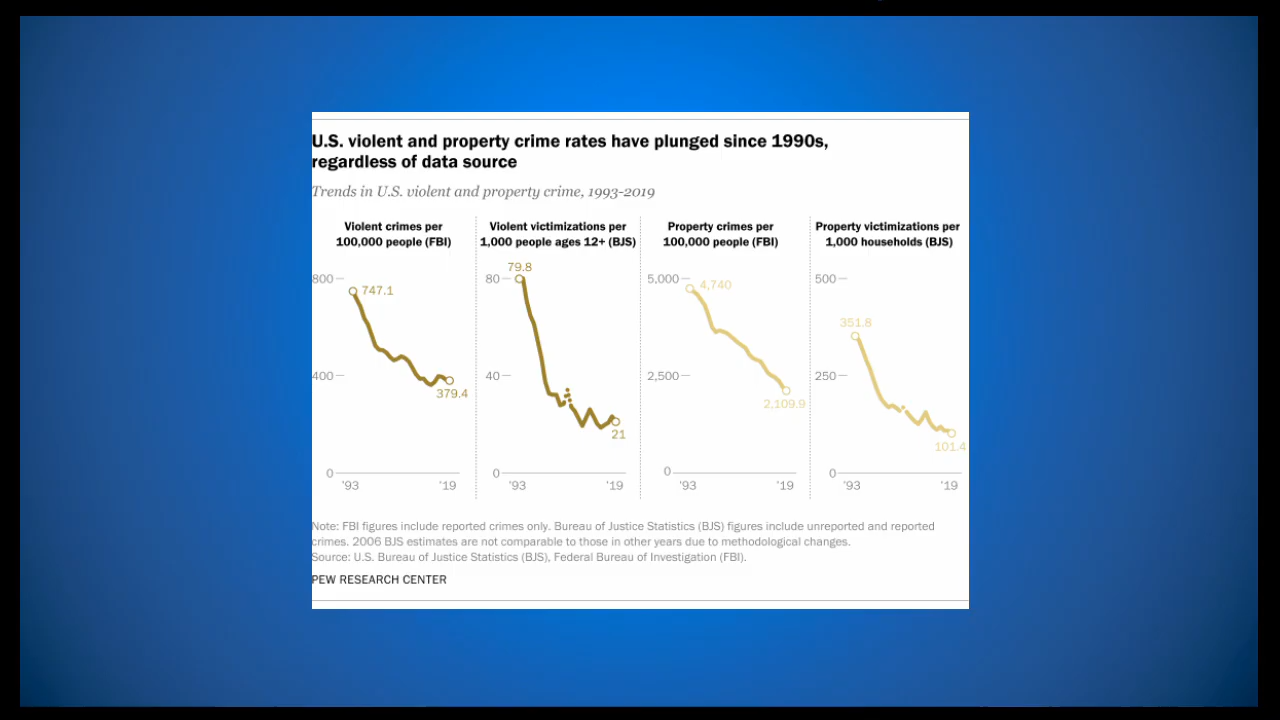 U.S. violent and property crime rates have plunged since 1990s,
regardless of data source
Trends in U.S. violent and property crime, 1993-2019
Violent crimes per
100,000 people (FBI)
800
747.1
400
379.4
0
'93
'19
Violent victimizations per
1,000 people ages 12+ (BJS)
79.8
80
40
21
0
'93
'19
Property crimes per
100,000 people (FBI)
5,000
4,740
2,500
2,109.9
0
'93
'19
Property victimizations per
1,000 households (BJS)
500
351.8
250
101.4
0
'93
'19
Note: FBI figures include reported crimes only. Bureau of Justice Statistics (BJS) figures include unreported and reported
crimes. 2006 BJS estimates are not comparable to those in other years due to methodological changes.
Source: U.S. Bureau of Justice Statistics (BJS), Federal Bureau of Investigation (FBI).
PEW RESEARCH CENTER